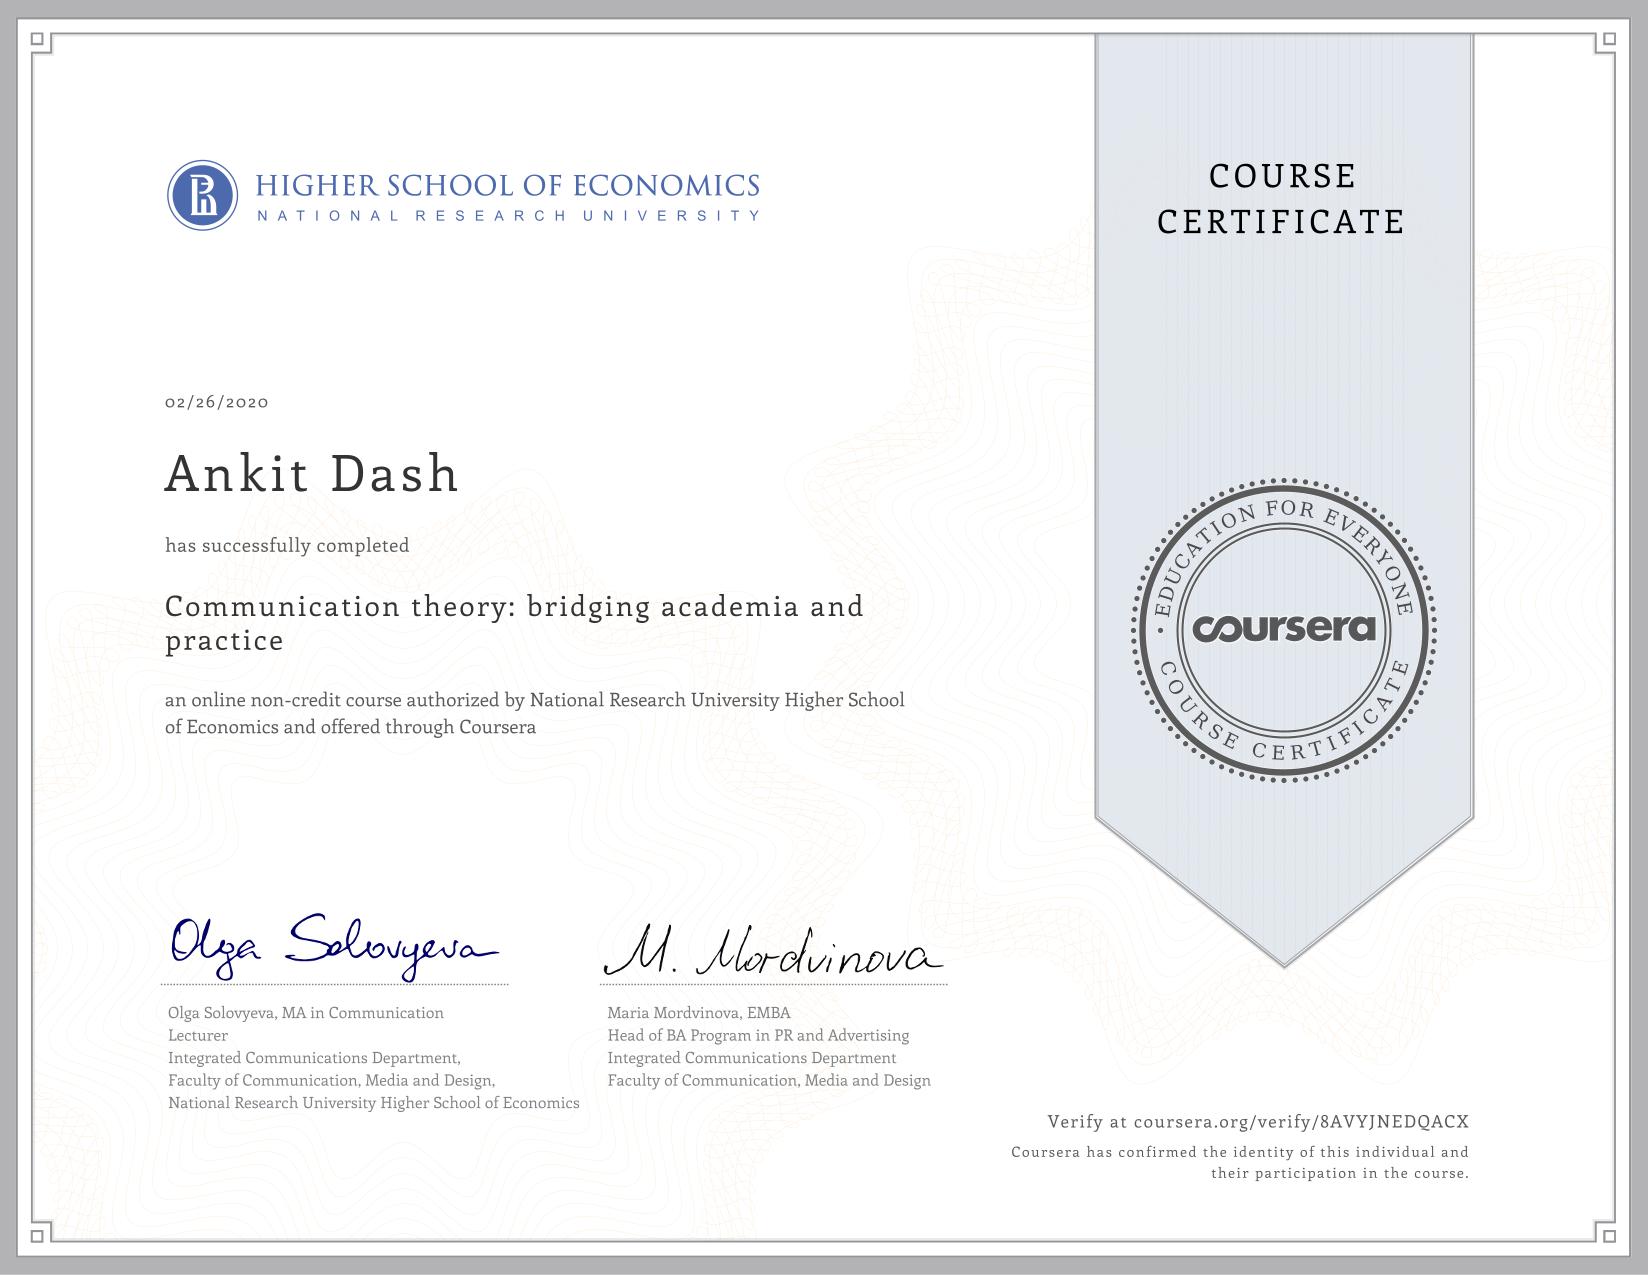 HIGHER SCHOOL OF ECONOMICS
NATIONAL RESEARCH UNIVERSITY
COURSE
CERTIFICATE
02/26/2020
Ankit Dash
has successfully completed
Communication theory: bridging academia and
practice
an online non-credit course authorized by National Research University Higher School
of Economics and offered through Coursera
EDUCATION FOR EVERYONE
coursera
COURSE CERTIFICATE
Olga Solovyeva
Olga Solovyeva, MA in Communication
Lecturer
Integrated Communications Department,
Faculty of Communication, Media and Design,
National Research University Higher School of Economics
M. Mordvinova
Maria Mordvinova, EMBA
Head of BA Program in PR and Advertising
Integrated Communications Department
Faculty of Communication, Media and Design
Verify at coursera.org/verify/8AVYJNEDQACX
Coursera has confirmed the identity of this individual and
their participation in the course.